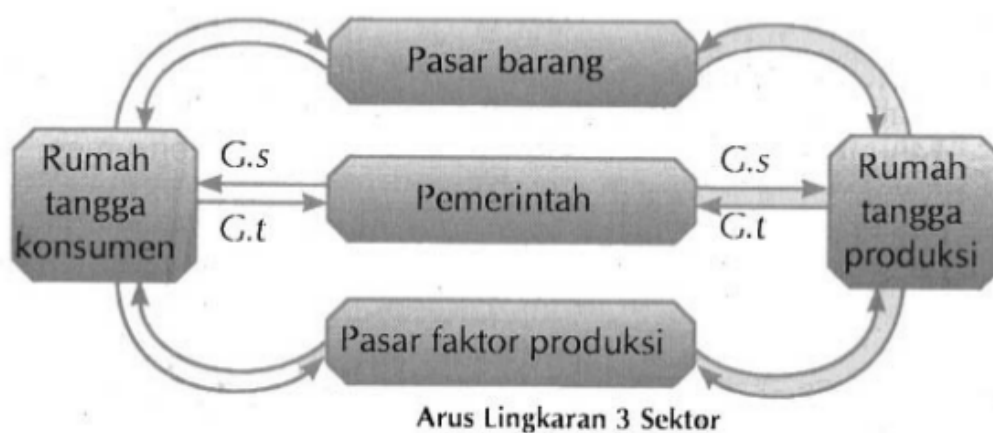 Pasar barang
Rumah
tangga
konsumen
G.s
G.t
Pemerintah
G.s
G.t
Rumah
tangga
produksi
Pasar faktor produksi
Arus Lingkaran 3 Sektor